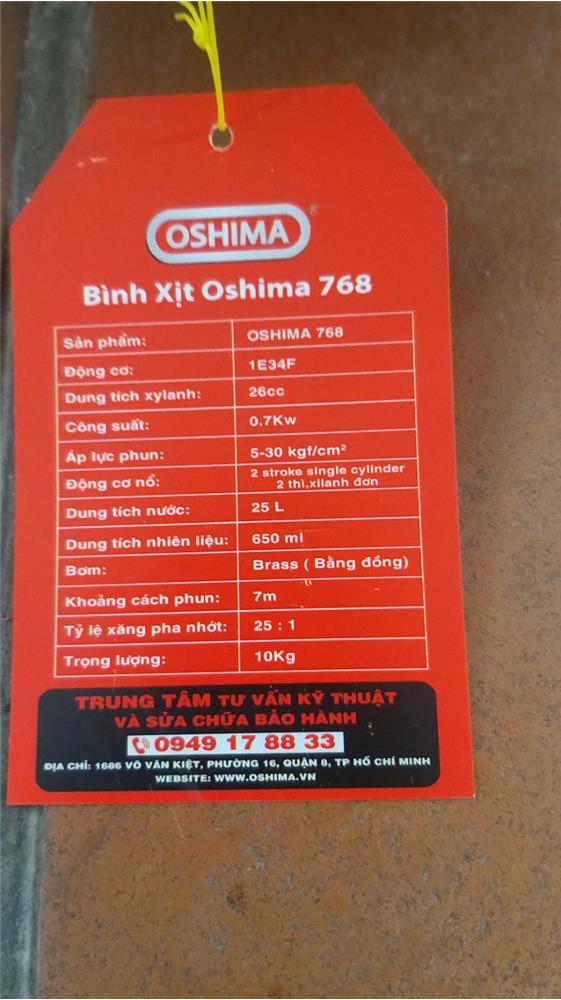 OSHIMA
Bình Xịt Oshima 768
Sản phẩm: OSHIMA 768
Động cơ: 1E34F
Dung tích xylanh: 26cc
Công suất: 0.7Kw
Áp lực phun: 5-30 kgf/cm²
Động cơ nổ: 2 stroke single cylinder
2 thì,xilanh đơn
Dung tích nước: 25 L
Dung tích nhiên liệu: 650 ml
Bơm: Brass ( Bằng đồng)
Khoảng cách phun: 7m
Tỷ lệ xăng pha nhớt: 25 : 1
Trọng lượng: 10Kg
TRUNG TÂM TƯ VẤN KỸ THUẬT
VÀ SỬA CHỮA BẢO HÀNH
0949 17 88 33
ĐỊA CHỈ: 1686 VÕ VĂN KIỆT, PHƯỜNG 16, QUẬN 8, TP HỒ CHÍ MINH
WEBSITE: WWW.OSHIMA.VN